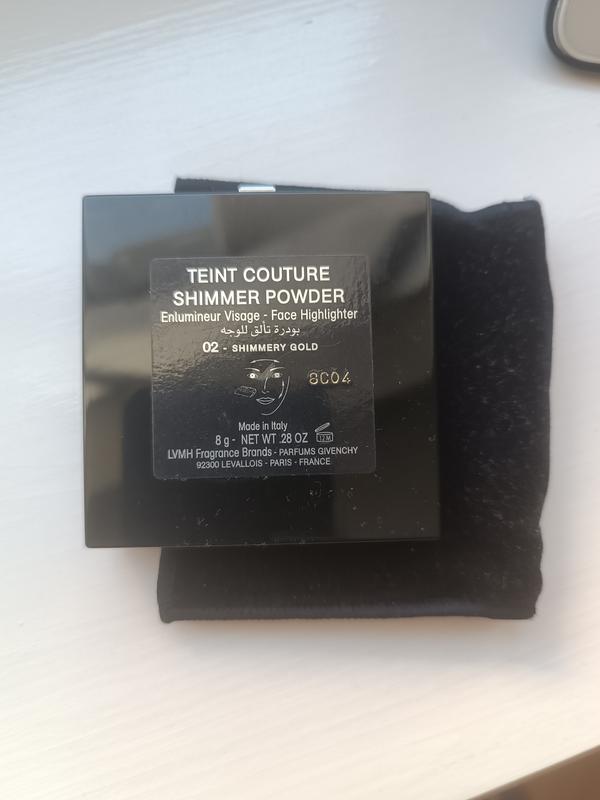 TEINT COUTURE
SHIMMER POWDER
Enlumineur Visage - Face Highlighter
بودرة تألق للوجه
02 - SHIMMERY GOLD
8C04
Made in Italy
8 g - NET WT .28 OZ 12M
LVMH Fragrance Brands - PARFUMS GIVENCHY
92300 LEVALLOIS - PARIS - FRANCE